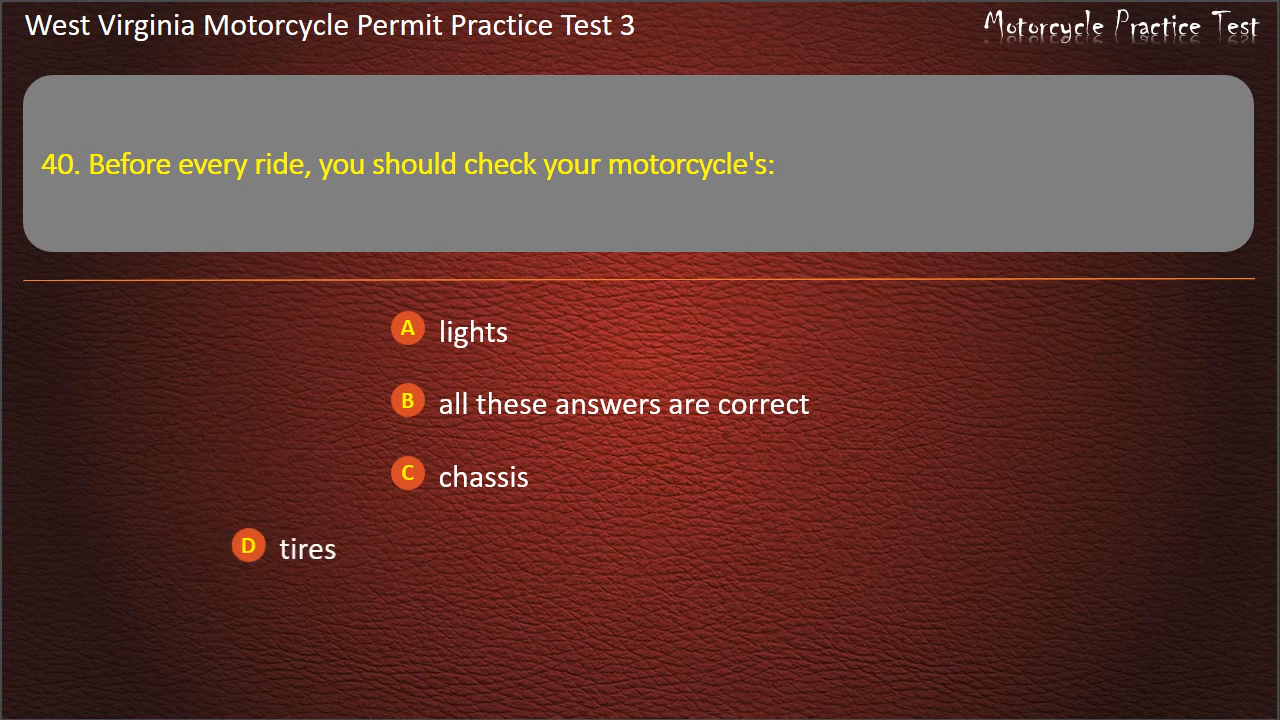 West Virginia Motorcycle Permit Practice Test 3
Motorcycle Practice Test
40. Before every ride, you should check your motorcycle's:
A lights
B all these answers are correct
C chassis
D tires